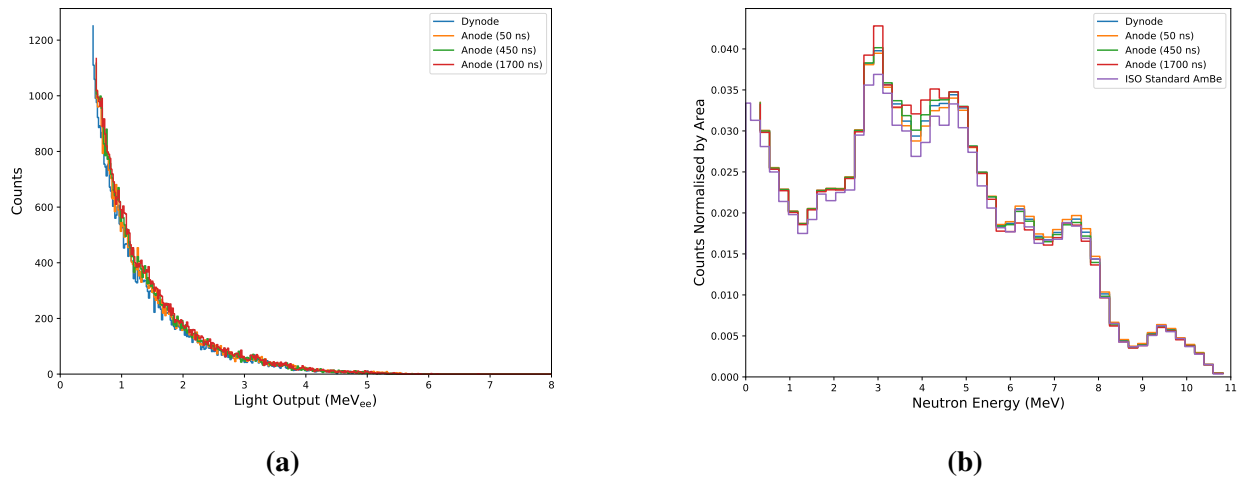 1200
1000
800
600
400
200
0
Counts
0 1 2 3 4 5 6 7 8
Light Output (MeVee)
Dynode
Anode (50 ns)
Anode (450 ns)
Anode (1700 ns)
(a)
0.040
0.035
0.030
0.025
0.020
0.015
0.010
0.005
0.000
Counts Normalised by Area
0 1 2 3 4 5 6 7 8 9 10 11
Neutron Energy (MeV)
Dynode
Anode (50 ns)
Anode (450 ns)
Anode (1700 ns)
ISO Standard AmBe
(b)